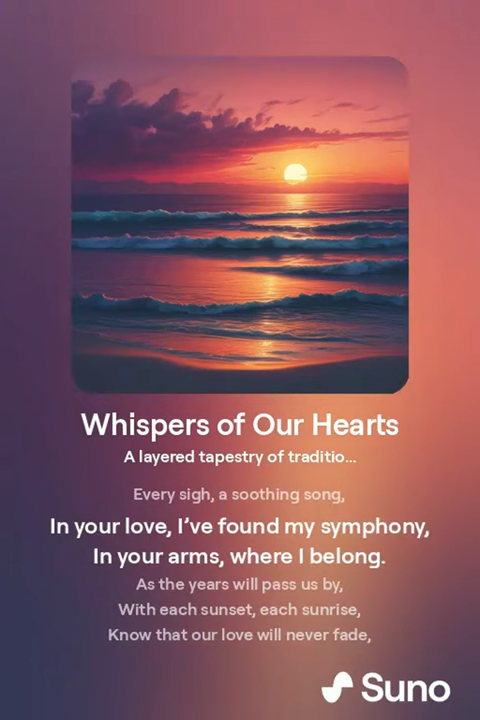 Whispers of Our Hearts
A layered tapestry of traditio...
Every sigh, a soothing song,
In your love, I’ve found my symphony,
In your arms, where I belong.
As the years will pass us by,
With each sunset, each sunrise,
Know that our love will never fade,
Suno